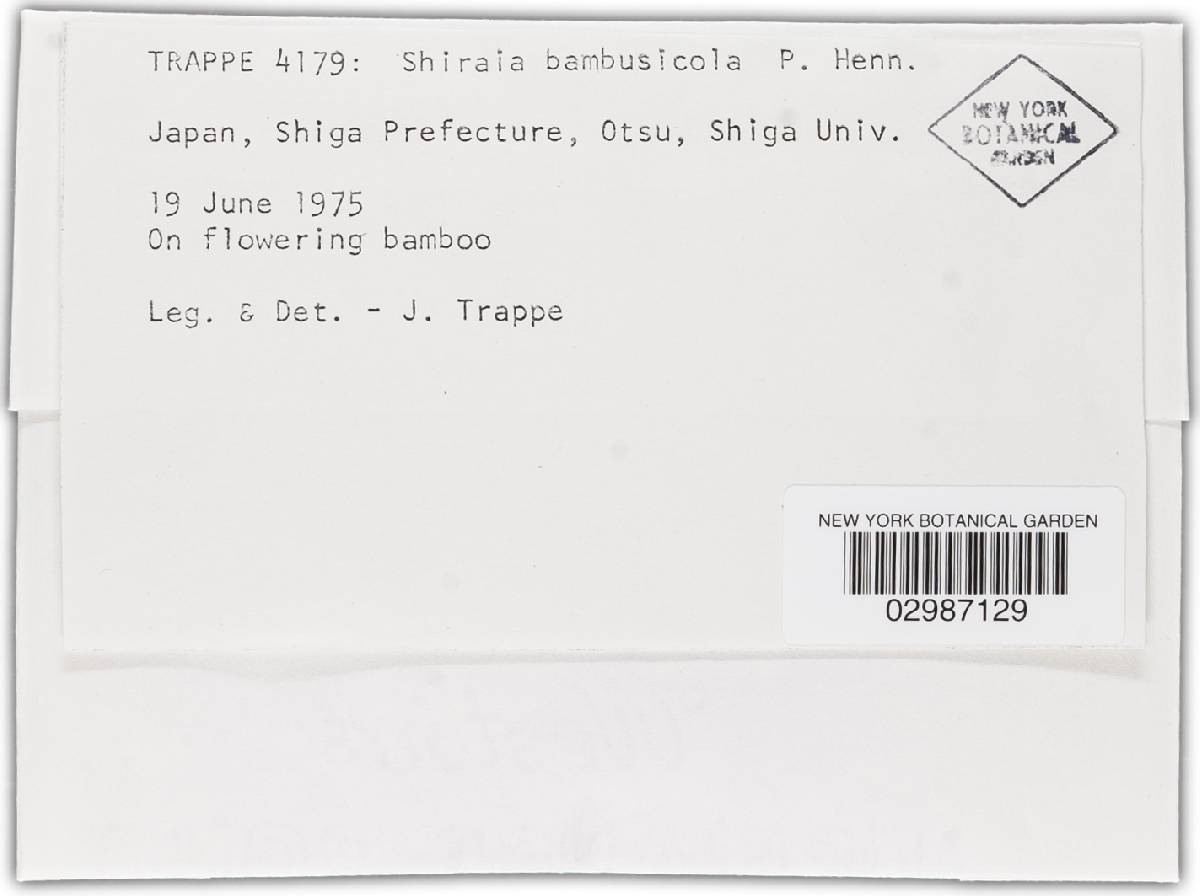 TRAPPE 4179: Shiraia bambusicola P. Henn.
Japan, Shiga Prefecture, Otsu, Shiga Univ.
19 June 1975
On flowering bamboo
Leg. & Det. - J. Trappe
NEW YORK
BOTANICAL
GARDEN
NEW YORK BOTANICAL GARDEN
02987129